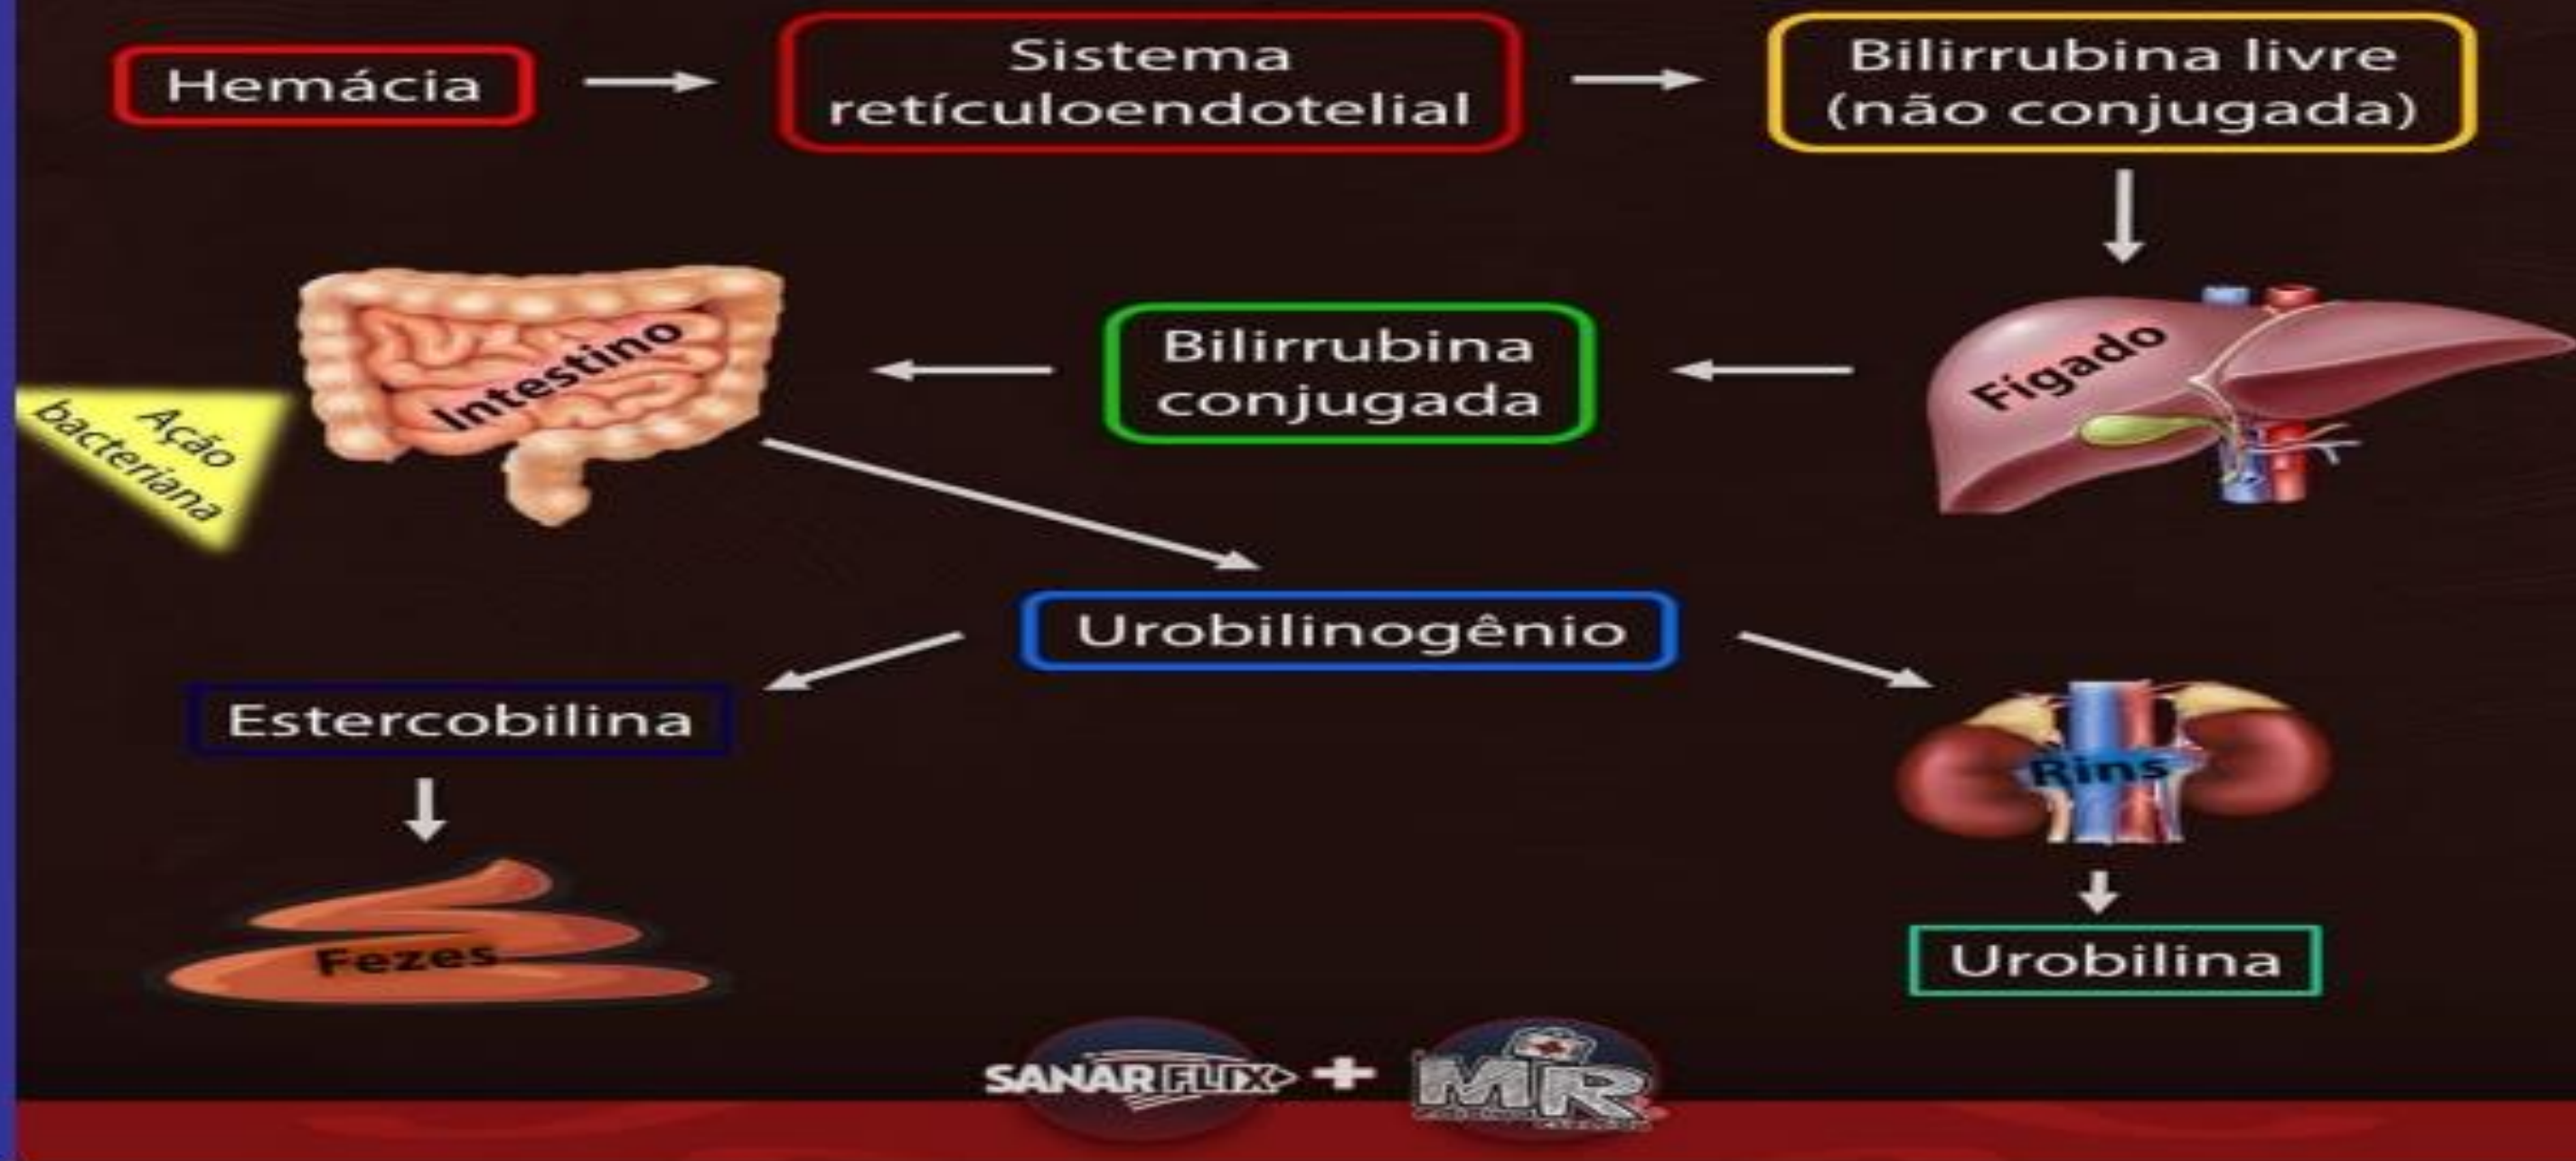 Hemácia
Sistema
retículoendotelial
Bilirrubina livre
(não conjugada)
Fígado
Bilirrubina
conjugada
Intestino
Ação
bacteriana
Urobilinogênio
Estercobilina
Rins
Fezes
Urobilina
SANARFLIX
+
MR